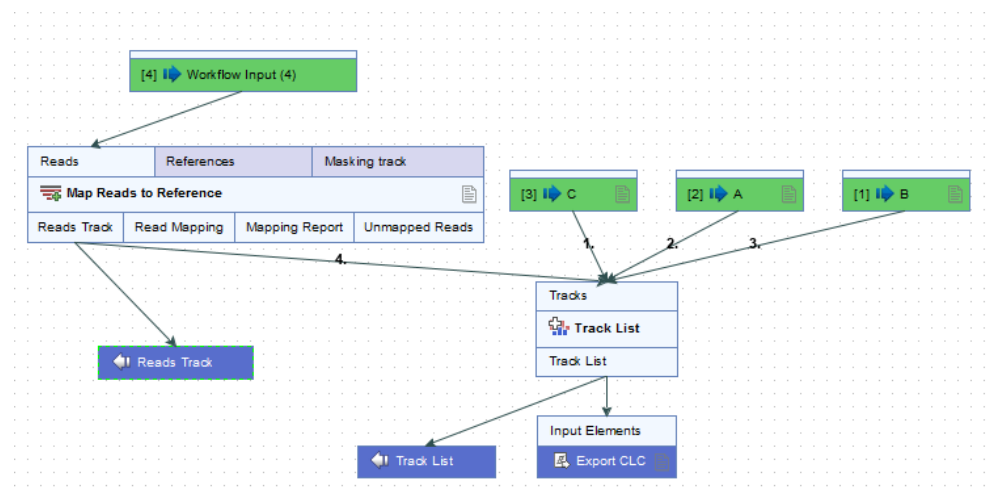 [4] Workflow Input (4)
Reads References Masking track
Map Reads to Reference
Reads Track Read Mapping Mapping Report Unmapped Reads
[3] C
[2] A
[1] B
1.
2.
3.
4.
Tracks
Track List
Track List
Reads Track
Track List
Input Elements
Export CLC